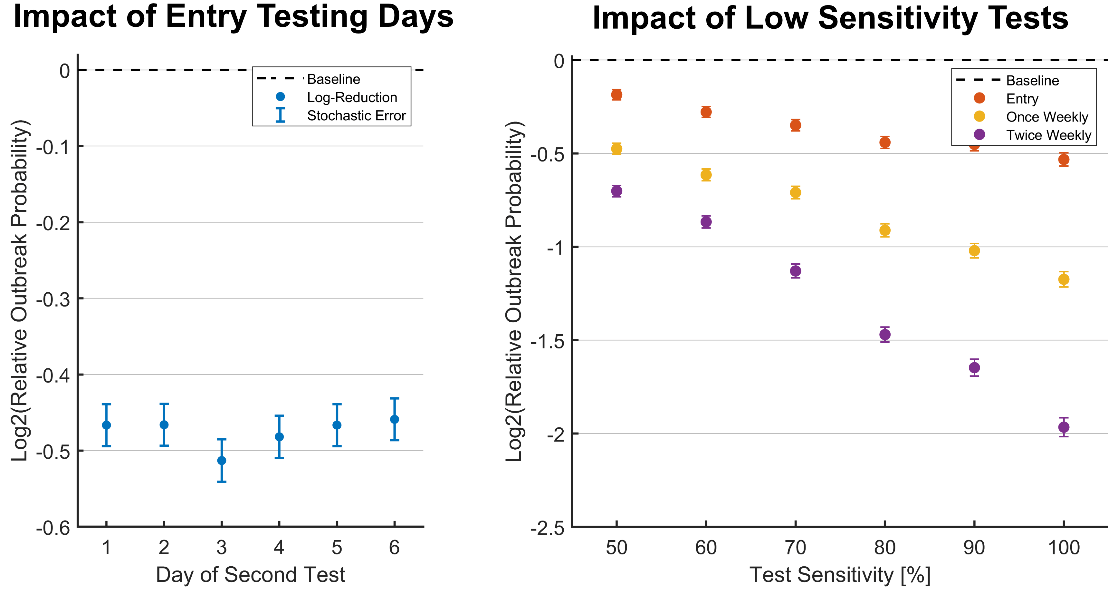 Impact of Entry Testing Days
Log2(Relative Outbreak Probability)
0
-0.1
-0.2
-0.3
-0.4
-0.5
-0.6
Baseline
Log-Reduction
Stochastic Error
1 2 3 4 5 6
Day of Second Test
Impact of Low Sensitivity Tests
Log2(Relative Outbreak Probability)
0
-0.5
-1
-1.5
-2
-2.5
Baseline
Entry
Once Weekly
Twice Weekly
50 60 70 80 90 100
Test Sensitivity [%]